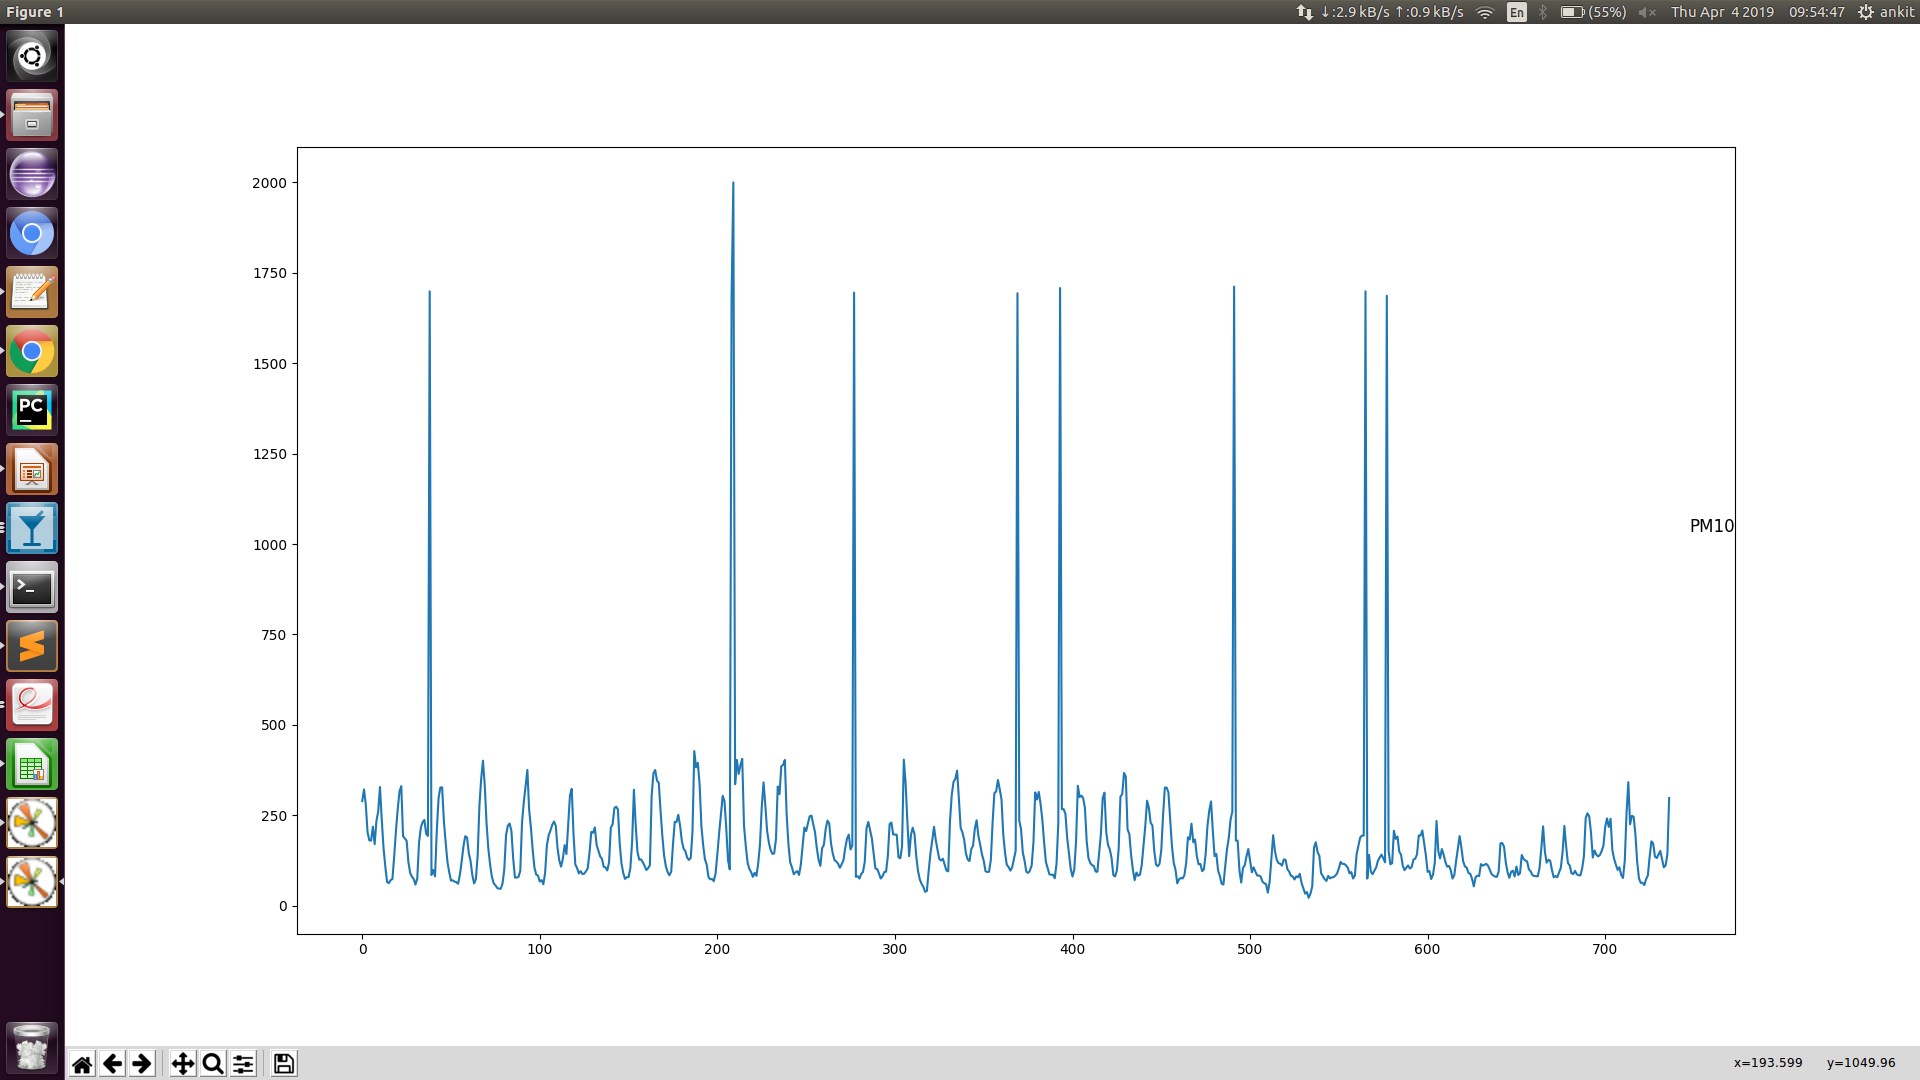 Figure 1
↓:2.9 kB/s ↑:0.9 kB/s En (55%) Thu Apr 4 2019 09:54:47 ankit
PC
>_
2000
1750
1500
1250
1000
750
500
250
0
PM10
0 100 200 300 400 500 600 700
x=193.599 y=1049.96